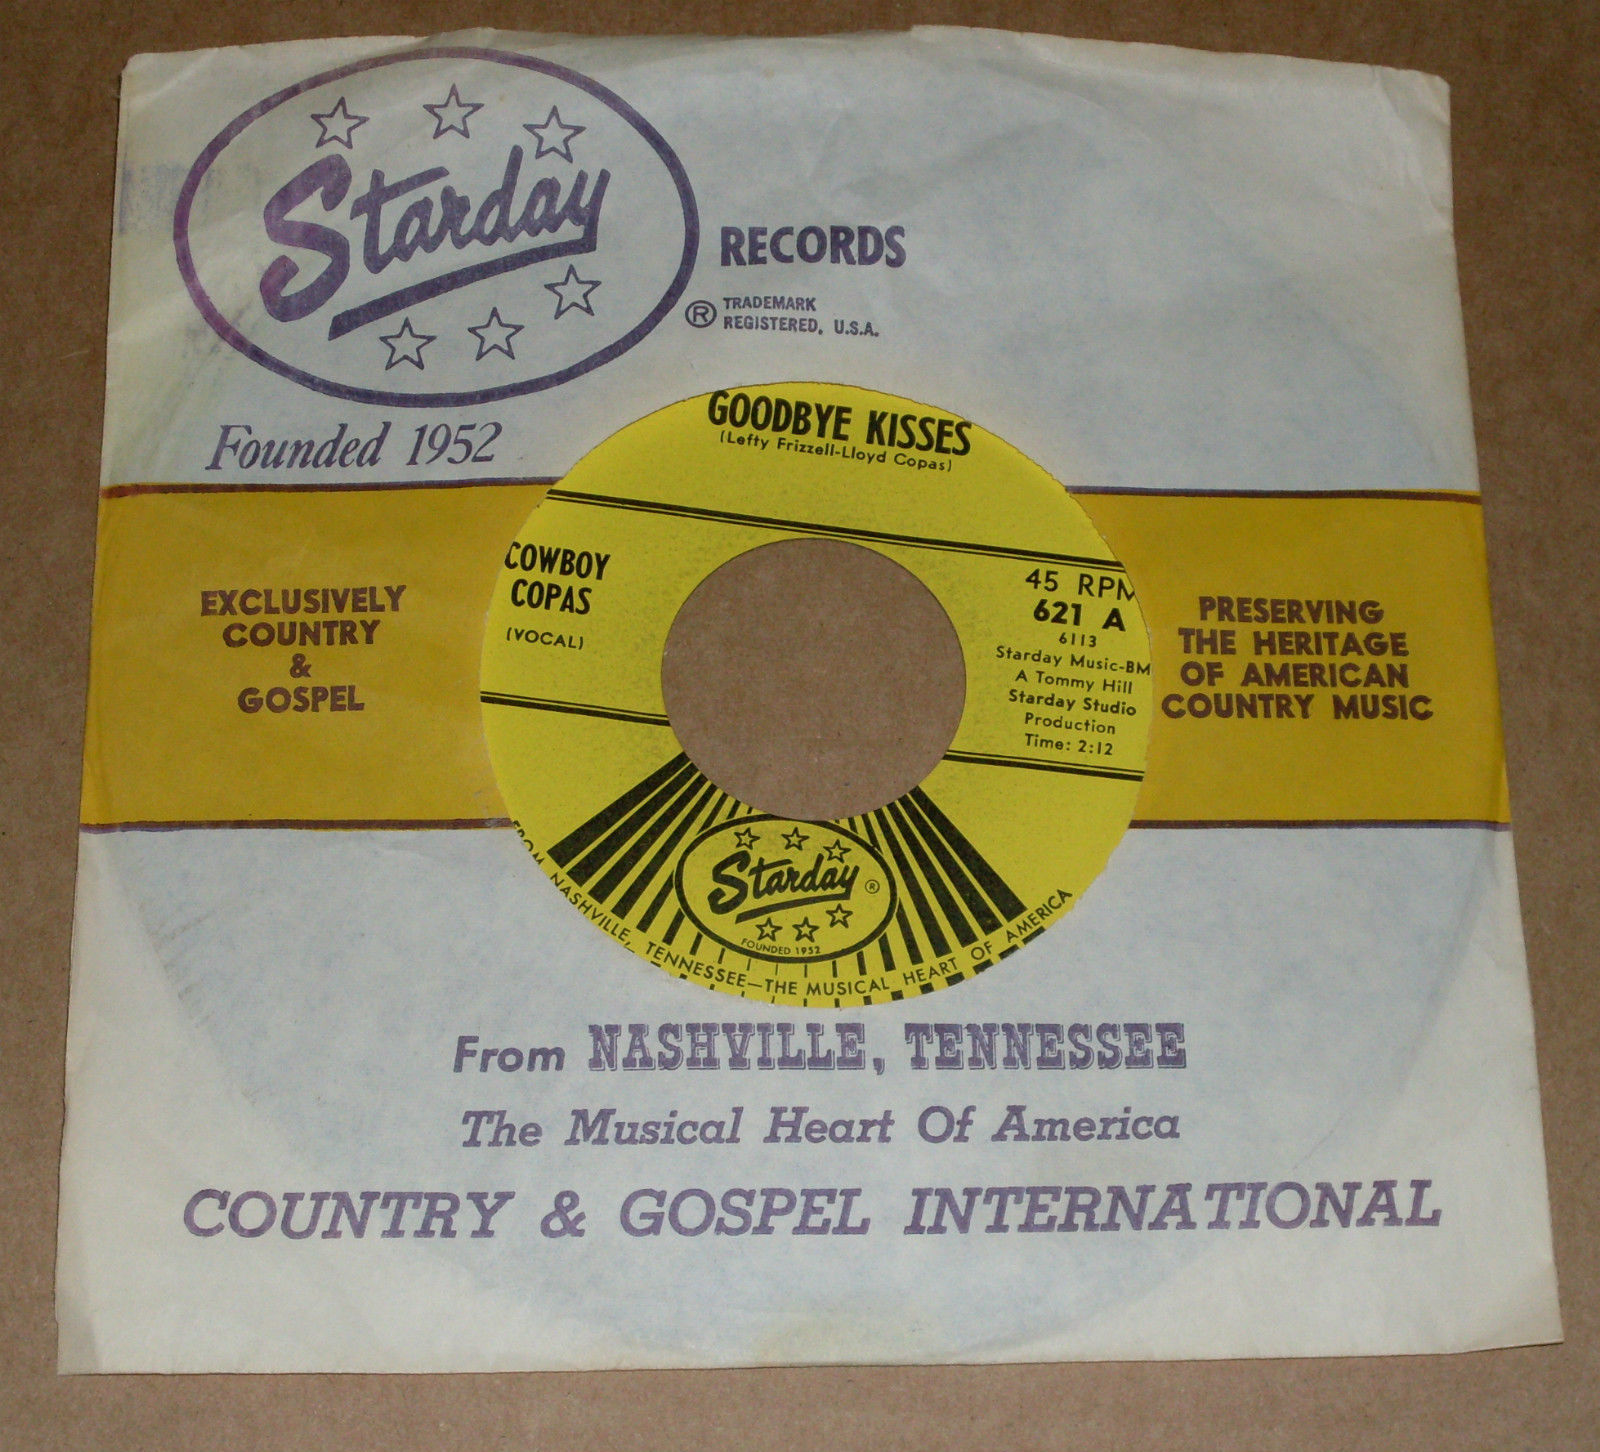 Starday
RECORDS
® TRADEMARK
REGISTERED, U.S.A.
Founded 1952
EXCLUSIVELY
COUNTRY
&
GOSPEL
PRESERVING
THE HERITAGE
OF AMERICAN
COUNTRY MUSIC
GOODBYE KISSES
(Lefty Frizzell-Lloyd Copas)
COWBOY
COPAS
(VOCAL)
45 RPM
621 A
6113
Starday Music-BM
A Tommy Hill
Starday Studio
Production
Time: 2:12
Starday ®
FOUNDED 1952
FROM NASHVILLE, TENNESSEE—THE MUSICAL HEART OF AMERICA
From NASHVILLE, TENNESSEE
The Musical Heart Of America
COUNTRY & GOSPEL INTERNATIONAL